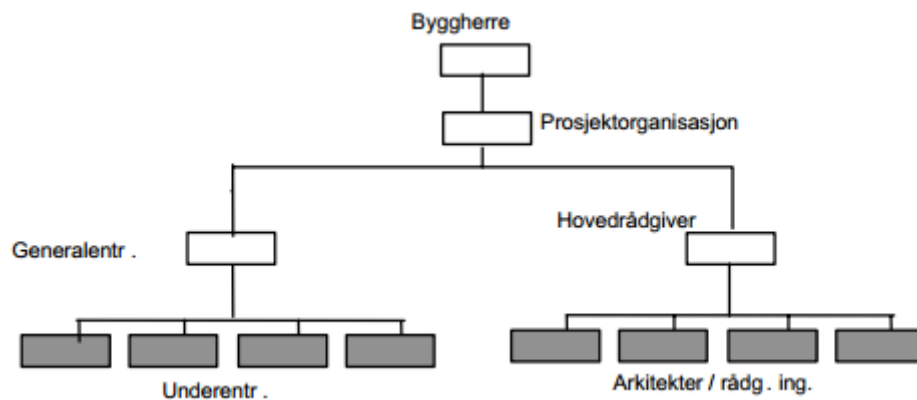 Byggherre
Prosjektorganisasjon
Hovedrådgiver
Generalentr .
Underentr .
Arkitekter / rådg . ing.